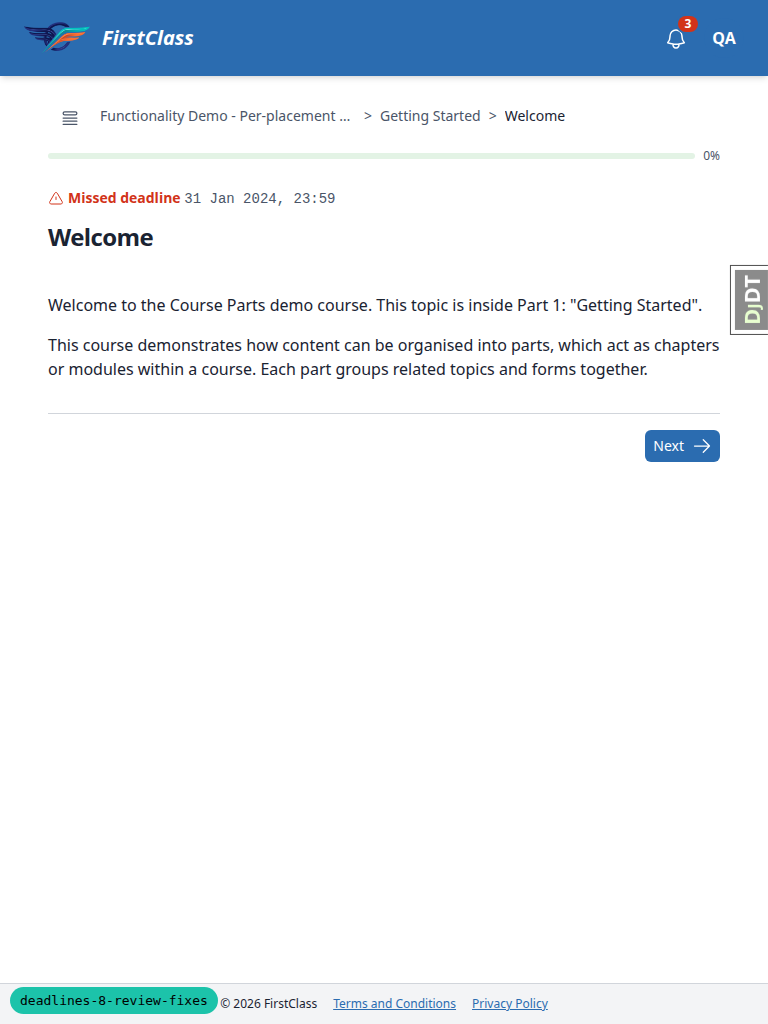 FirstClass
3
QA
Functionality Demo - Per-placement ... > Getting Started > Welcome
0%
Missed deadline 31 Jan 2024, 23:59
Welcome
DjDT
Welcome to the Course Parts demo course. This topic is inside Part 1: "Getting Started".
This course demonstrates how content can be organised into parts, which act as chapters
or modules within a course. Each part groups related topics and forms together.
Next
deadlines-8-review-fixes
© 2026 FirstClass Terms and Conditions Privacy Policy